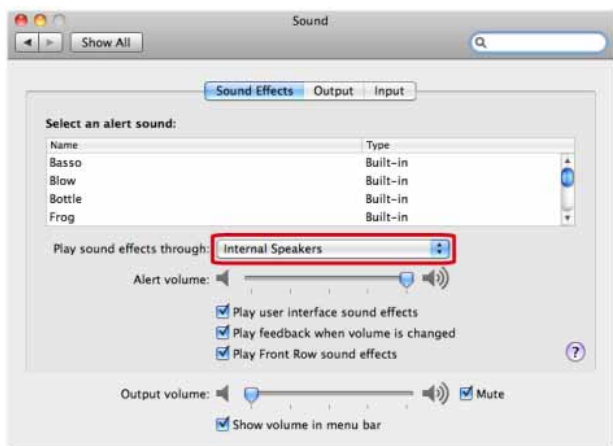 Sound
Show All
Sound Effects Output Input
Select an alert sound:
Name Type
Basso Built-in
Blow Built-in
Bottle Built-in
Frog Built-in
Play sound effects through: Internal Speakers
Alert volume:
Play user interface sound effects
Play feedback when volume is changed
Play Front Row sound effects
?
Output volume: Mute
Show volume in menu bar